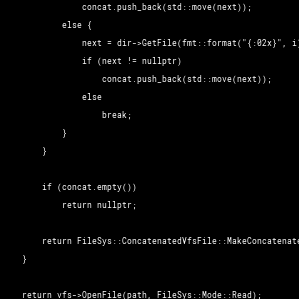 concat.push_back(std::move(next));
else {
next = dir->GetFile(fmt::format("{:02x}", i
if (next != nullptr)
concat.push_back(std::move(next));
else
break;
}
}
if (concat.empty())
return nullptr;
return FileSys::ConcatenatedVfsFile::MakeConcatenate
}
return vfs->OpenFile(path, FileSys::Mode::Read);